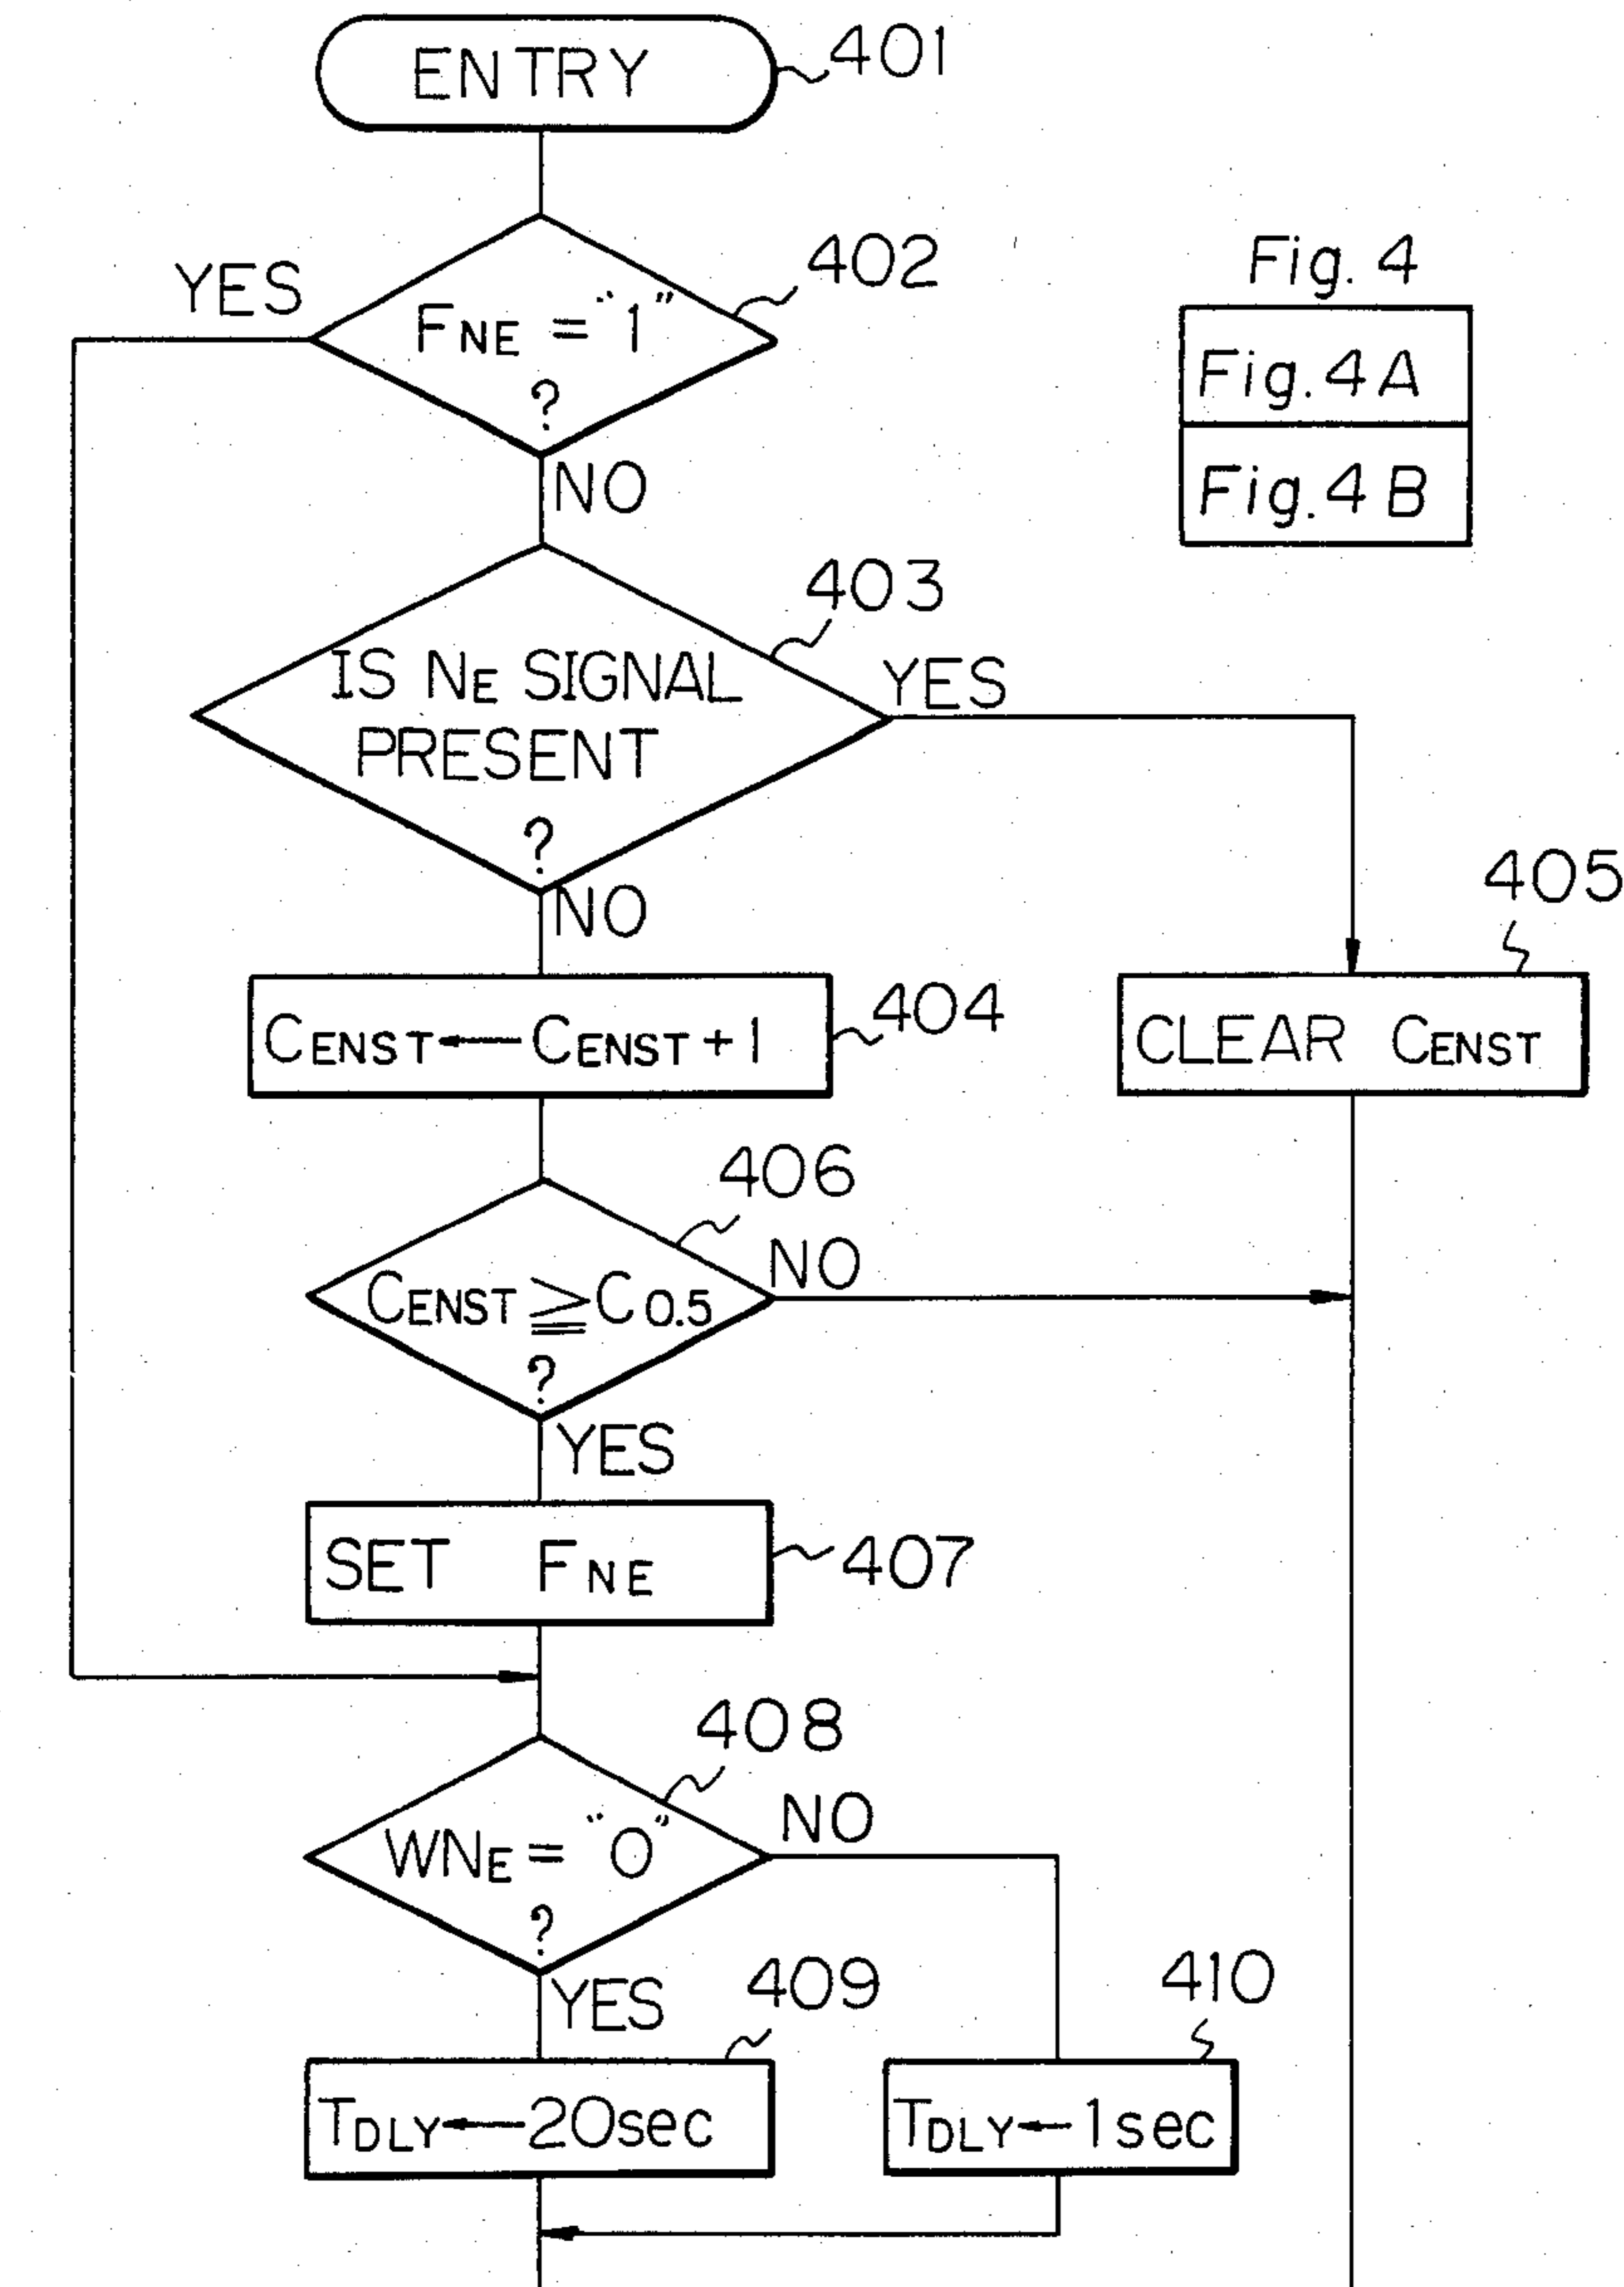 ENTRY
401
402
YES
FNE = "1"
?
NO
Fig. 4
Fig. 4A
Fig. 4B
403
IS NE SIGNAL
PRESENT
?
YES
NO
404
CENST ← CENST + 1
405
CLEAR CENST
406
CENST ≧ C0.5
?
NO
YES
SET FNE
407
408
WNE = "0"
?
NO
YES
409
TDLY ← 20sec
410
TDLY ← 1sec